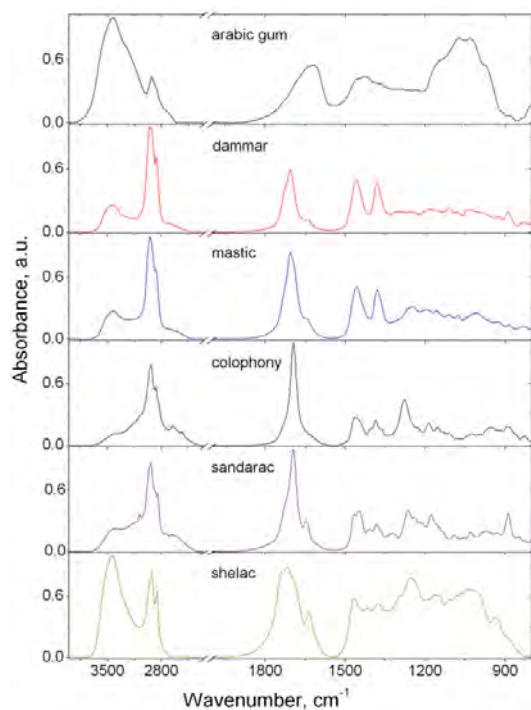 arabic gum
0.6
0.0
dammar
0.6
0.0
mastic
0.6
0.0
colophony
0.6
0.0
sandarac
0.6
0.0
shelac
0.6
0.0
3500 2800 1800 1500 1200 900
Absorbance, a.u.
Wavenumber, cm⁻¹